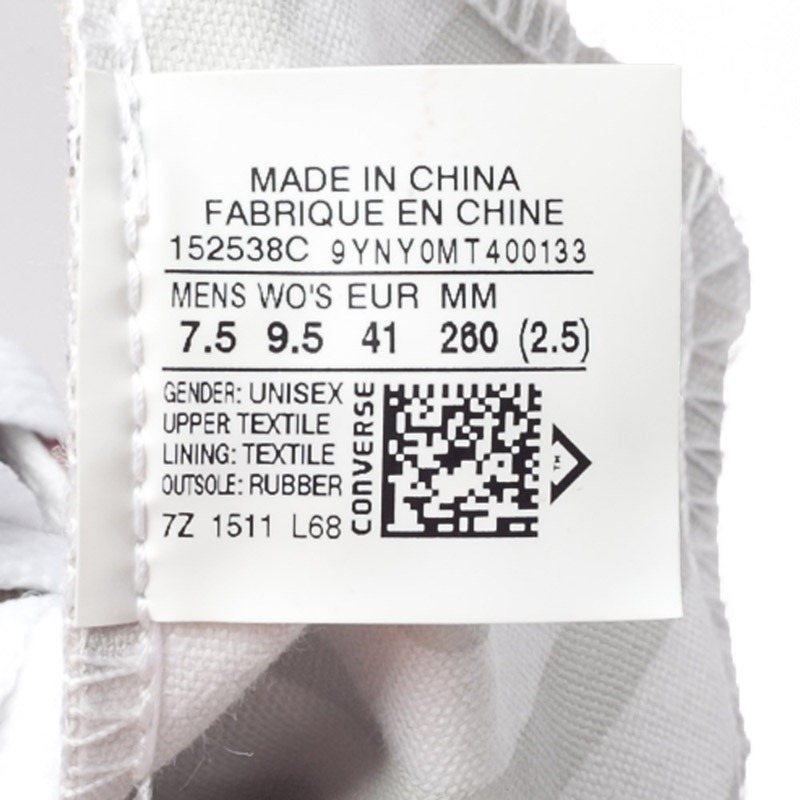 MADE IN CHINA
FABRIQUE EN CHINE
152538C 9YNY0MT400133
MENS WO'S EUR MM
7.5 9.5 41 260 (2.5)
GENDER: UNISEX
UPPER TEXTILE
LINING: TEXTILE
OUTSOLE: RUBBER
7Z 1511 L68
CONVERSE
TM